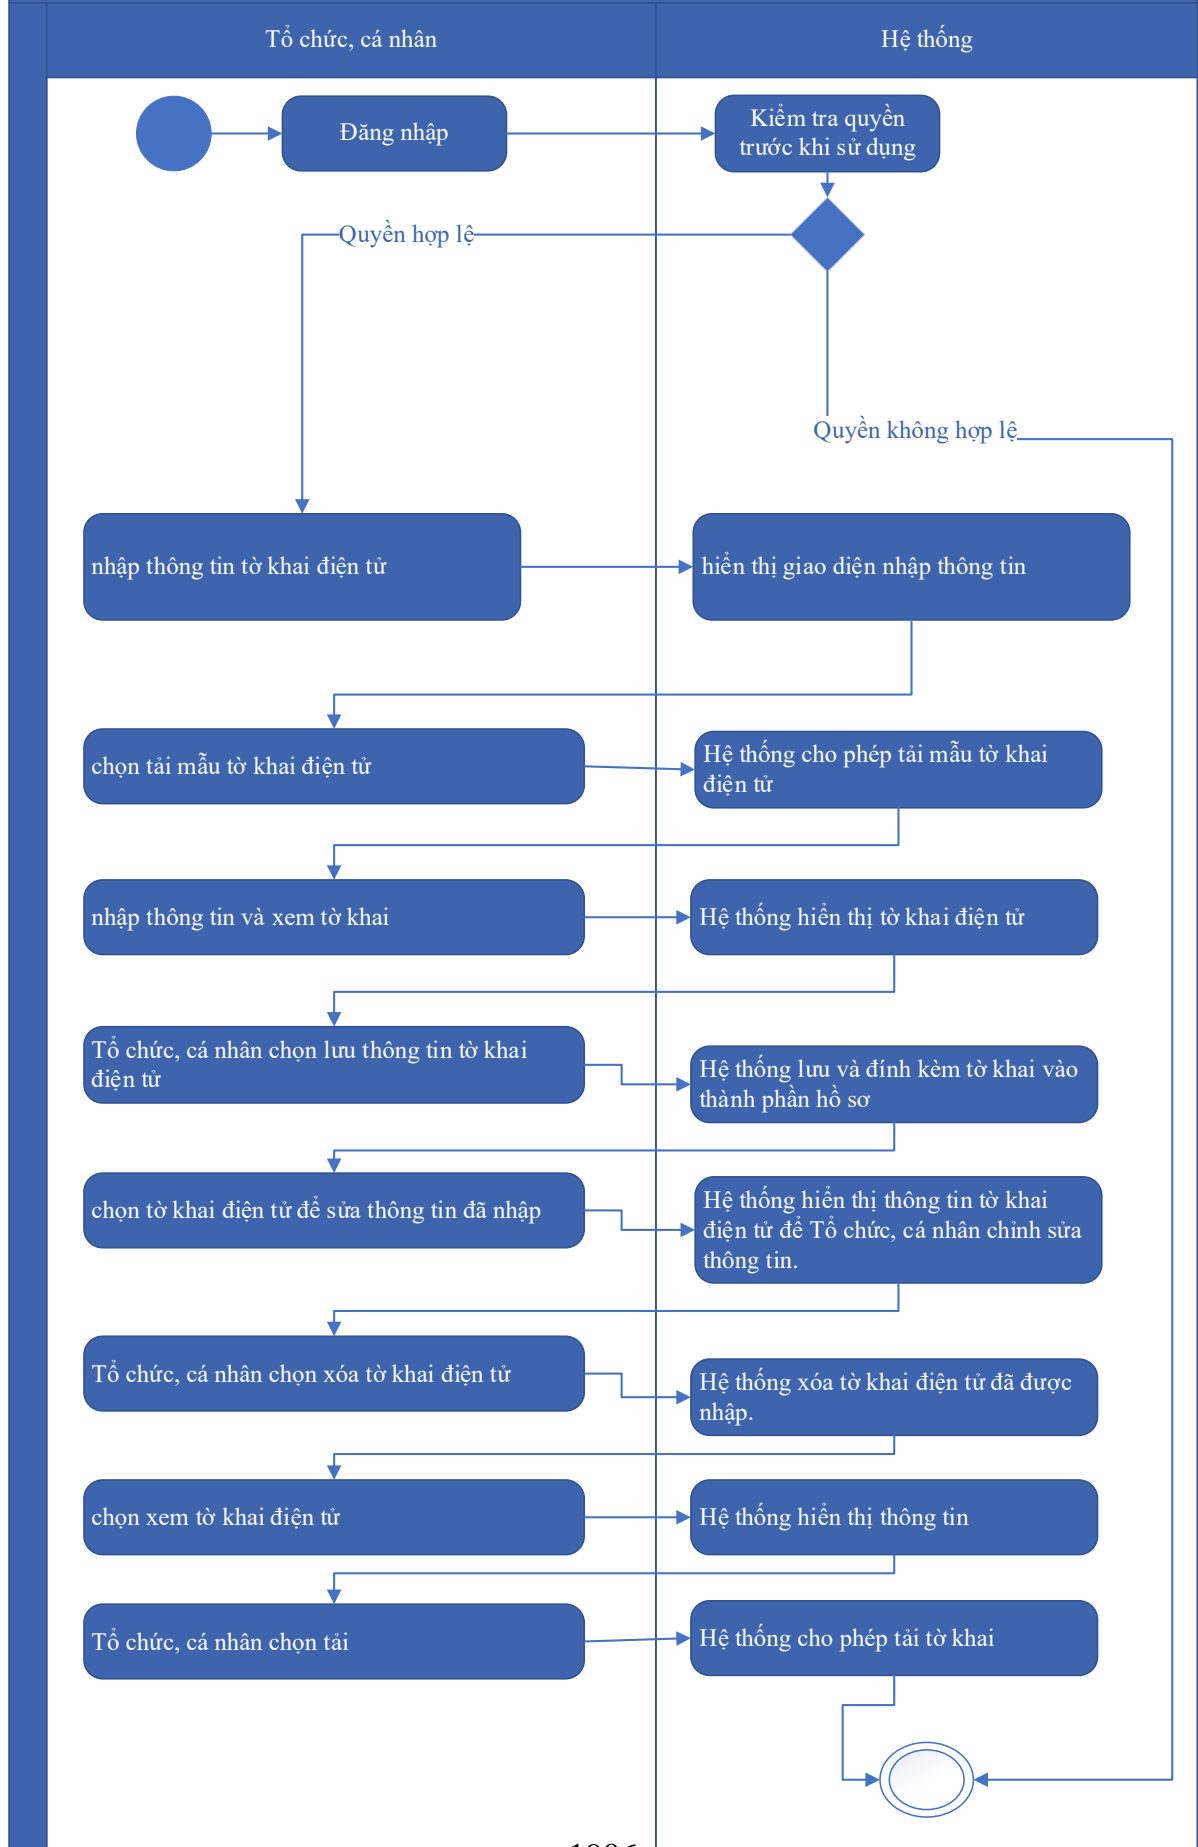 Tổ chức, cá nhân
Hệ thống
Đăng nhập
Kiểm tra quyền
trước khi sử dụng
Quyền hợp lệ
Quyền không hợp lệ
nhập thông tin tờ khai điện tử
hiển thị giao diện nhập thông tin
chọn tải mẫu tờ khai điện tử
Hệ thống cho phép tải mẫu tờ khai
điện tử
nhập thông tin và xem tờ khai
Hệ thống hiển thị tờ khai điện tử
Tổ chức, cá nhân chọn lưu thông tin tờ khai
điện tử
Hệ thống lưu và đính kèm tờ khai vào
thành phần hồ sơ
chọn tờ khai điện tử để sửa thông tin đã nhập
Hệ thống hiển thị thông tin tờ khai
điện tử để Tổ chức, cá nhân chỉnh sửa
thông tin.
Tổ chức, cá nhân chọn xóa tờ khai điện tử
Hệ thống xóa tờ khai điện tử đã được
nhập.
chọn xem tờ khai điện tử
Hệ thống hiển thị thông tin
Tổ chức, cá nhân chọn tải
Hệ thống cho phép tải tờ khai